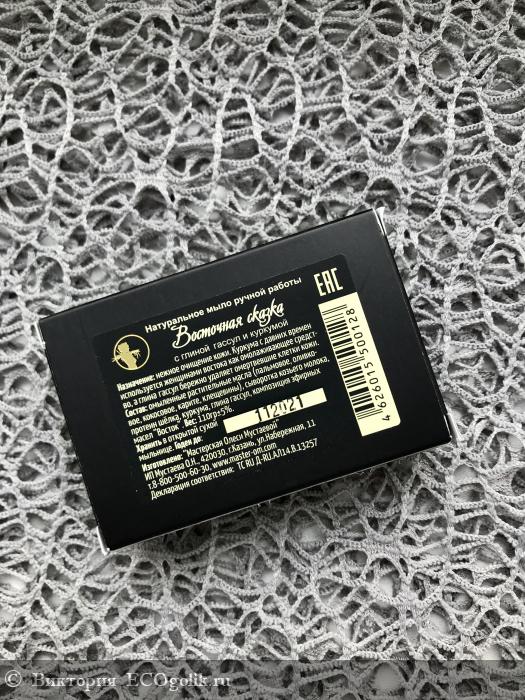 Натуральное мыло ручной работы
Восточная сказка
с глиной гассул и куркумой
EAC
Назначение: нежное очищение кожи. Куркума с давних времен
используется женщинами востока как омолаживающее средст-
во, а глина гассул бережно удаляет омертвевшие клетки кожи.
Состав: омыленные растительные масла (пальмовое, оливко-
вое, кокосовое, карите, клещевины), сыворотка козьего молока,
протеин шёлка, куркума, глина гассул, композиция эфирных
масел "Восток". Вес: 110гр±5%.
Хранить в открытой сухой
мыльнице. Годен до:
112021
Изготовлено: "Мастерская Олеси Мустаевой"
ИП Мустаева О.Н. 420030, г.Казань, ул.Набережная, 11
т.8-800-500-60-30, www.master-om.com
Декларация соответствия: ТС RU Д-RU.АЛ14.В.13257
4 626015 500128
© Виктория ECOgolik.ru